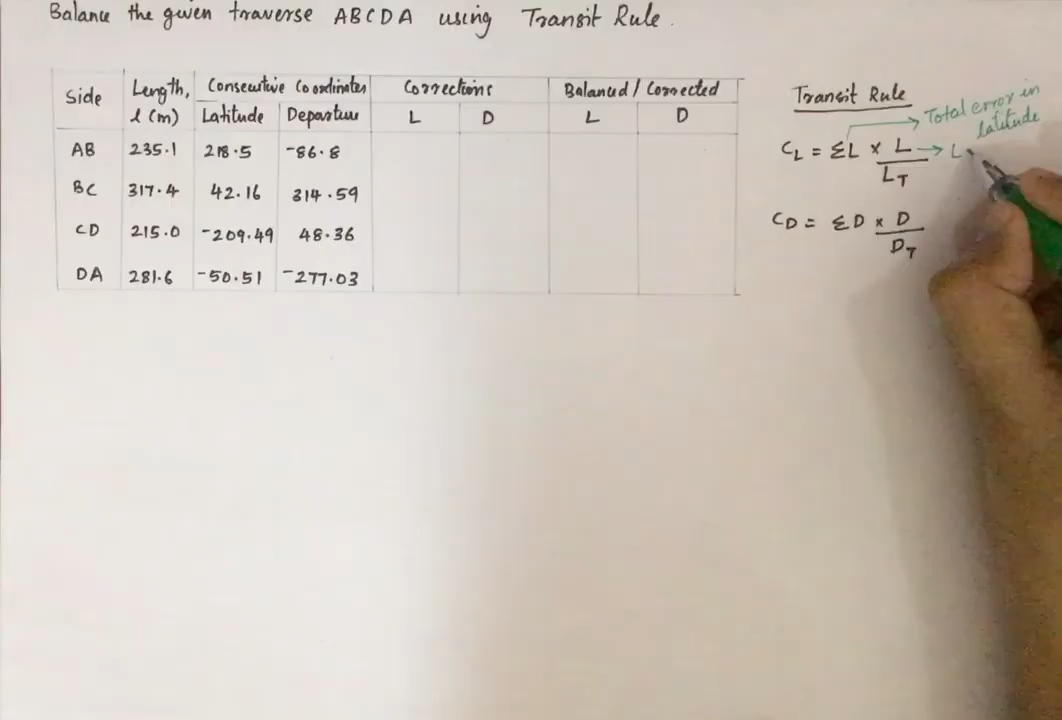 Balance the given traverse ABCDA using Transit Rule.
Side Length, l (m) Consecutive Coordinates Corrections Balanced / Corrected
Latitude Departure L D L D
AB 235.1 218.5 -86.8
BC 317.4 42.16 314.59
CD 215.0 -209.49 48.36
DA 281.6 -50.51 -277.03
Transit Rule
Total error in latitude
CL = ΣL × L / LT → L
CD = ΣD × D / DT